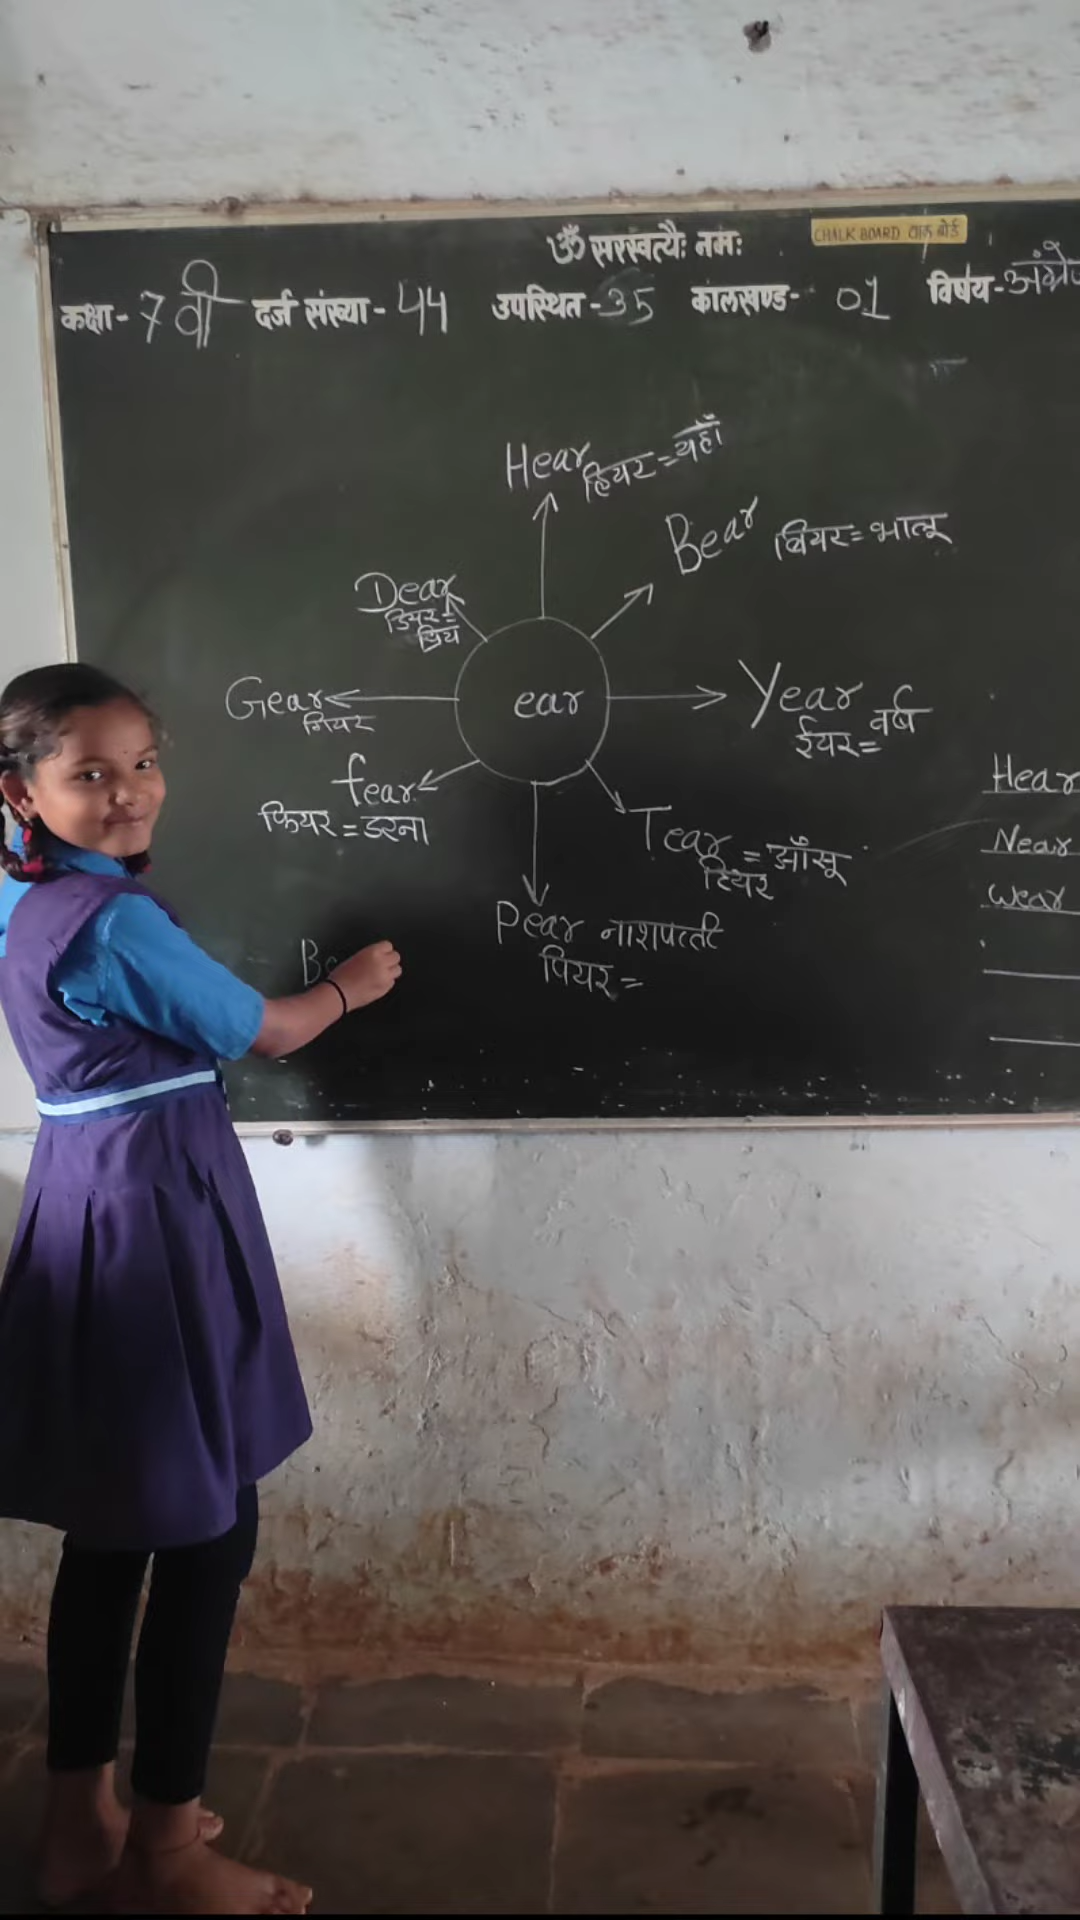 ॐ सरस्वत्यैः नमः
CHALK BOARD चाक बोर्ड
कक्षा - 7 वी दर्ज संख्या - 44 उपस्थित - 35 कालखण्ड - 01 विषय -
Hear
हियर = यहाँ
Bear बियर = भालू
Dear
डियर =
प्रिय
ear
Gear
गियर
Year
ईयर = वर्ष
fear
फियर = डरना
Tear
टियर = आँसू
Pear नाशपत्ती
पियर =
Be
Hear
Near
Wear